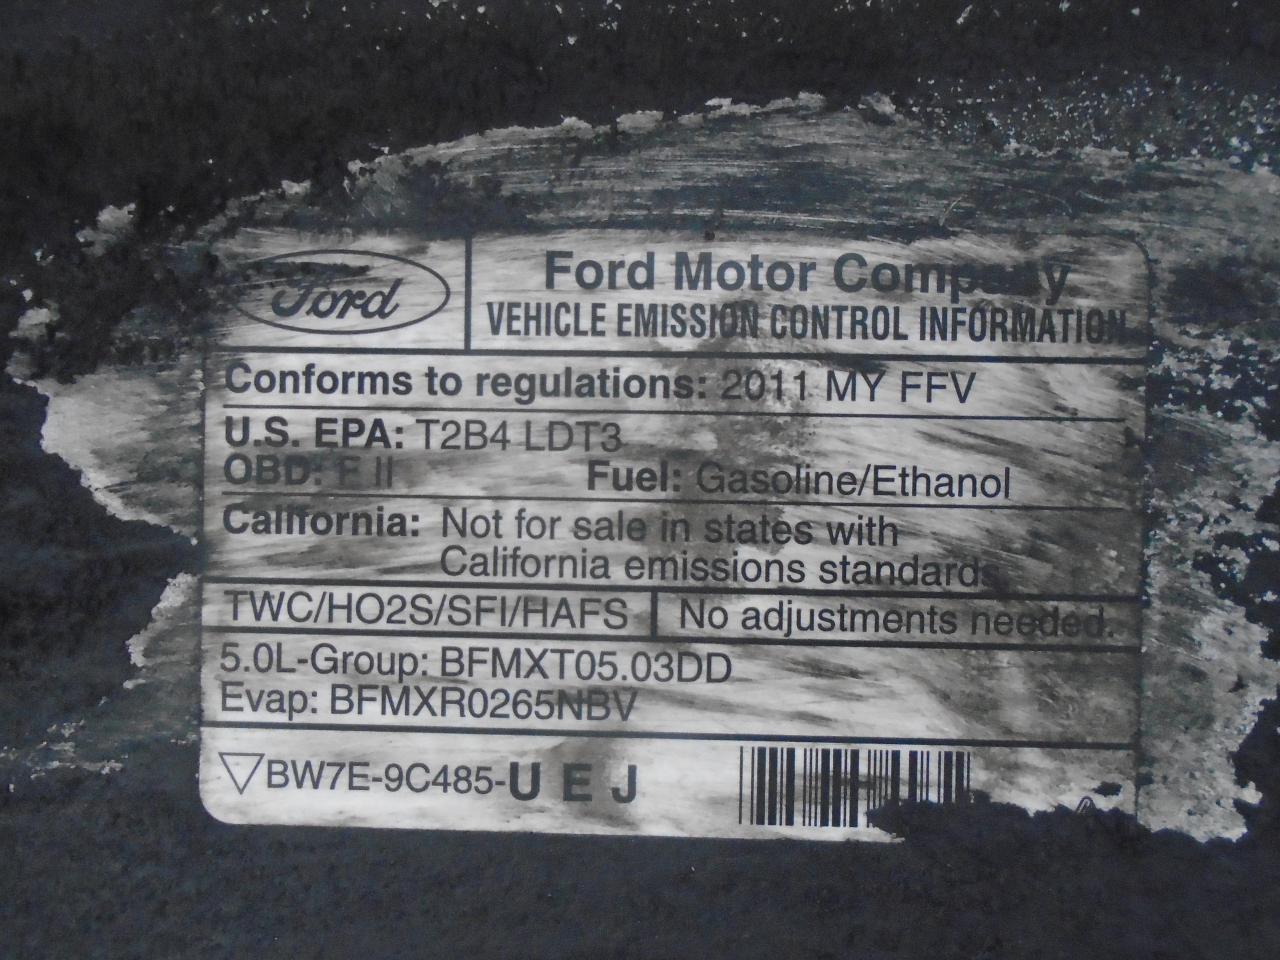 Ford
Ford Motor Company
VEHICLE EMISSION CONTROL INFORMATION
Conforms to regulations: 2011 MY FFV
U.S. EPA: T2B4 LDT3
OBD: F II Fuel: Gasoline/Ethanol
California: Not for sale in states with
California emissions standards.
TWC/HO2S/SFI/HAFS No adjustments needed.
5.0L-Group: BFMXT05.03DD
Evap: BFMXR0265NBV
BW7E-9C485-U E J